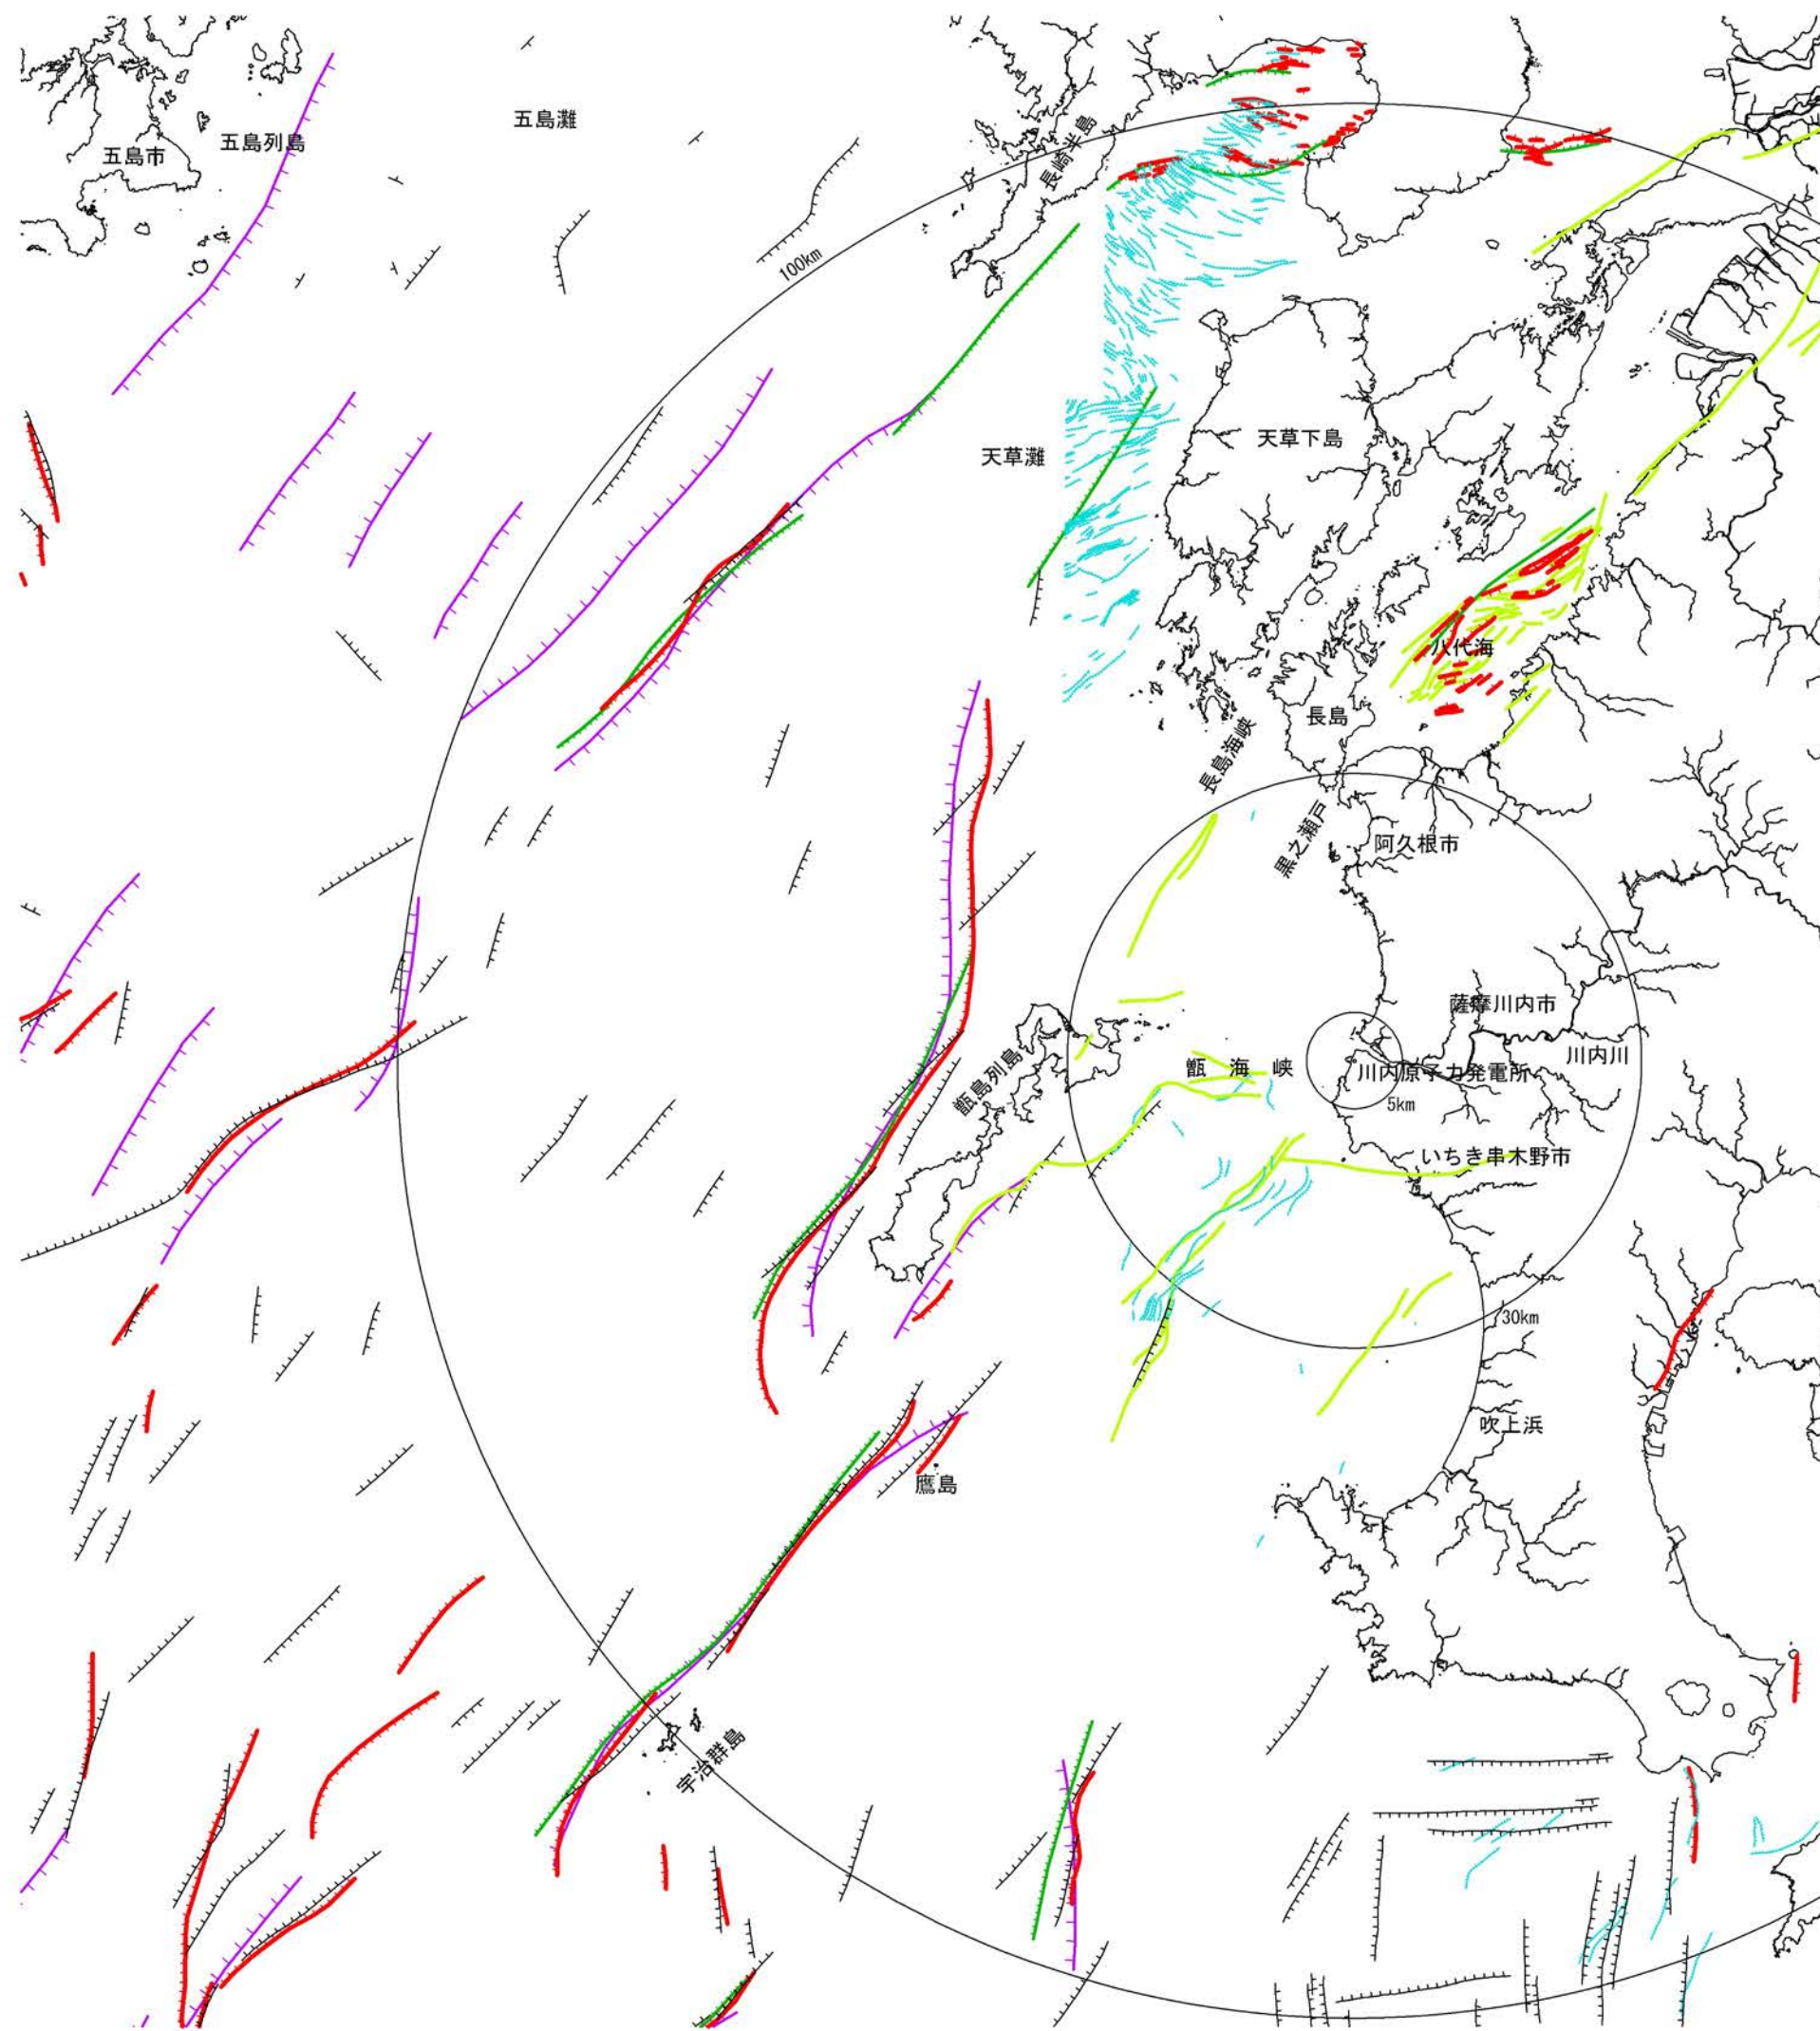 五島灘
五島列島
五島市
長崎半島
100km
天草灘
天草下島
八代海
長島
長島海峡
黒之瀬戸
阿久根市
薩摩川内市
川内川
甑海峡
川内原子力発電所
甑島列島
5km
いちき串木野市
30km
吹上浜
鷹島
宇治群島